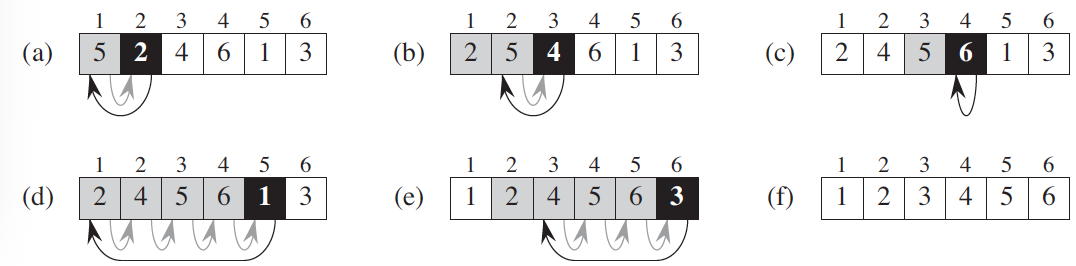 1 2 3 4 5 6 1 2 3 4 5 6 1 2 3 4 5 6
(a) 5 2 4 6 1 3 (b) 2 5 4 6 1 3 (c) 2 4 5 6 1 3
1 2 3 4 5 6 1 2 3 4 5 6 1 2 3 4 5 6
(d) 2 4 5 6 1 3 (e) 1 2 4 5 6 3 (f) 1 2 3 4 5 6